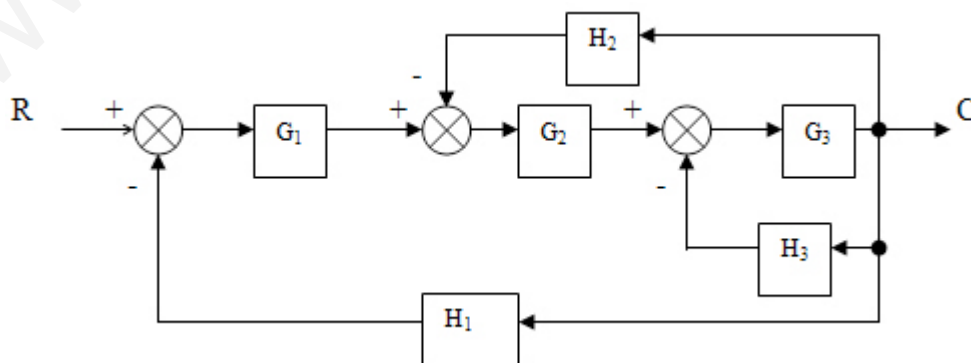 H₂
-
R + G₁ + G₂ + G₃ C
- -
H₃
H₁